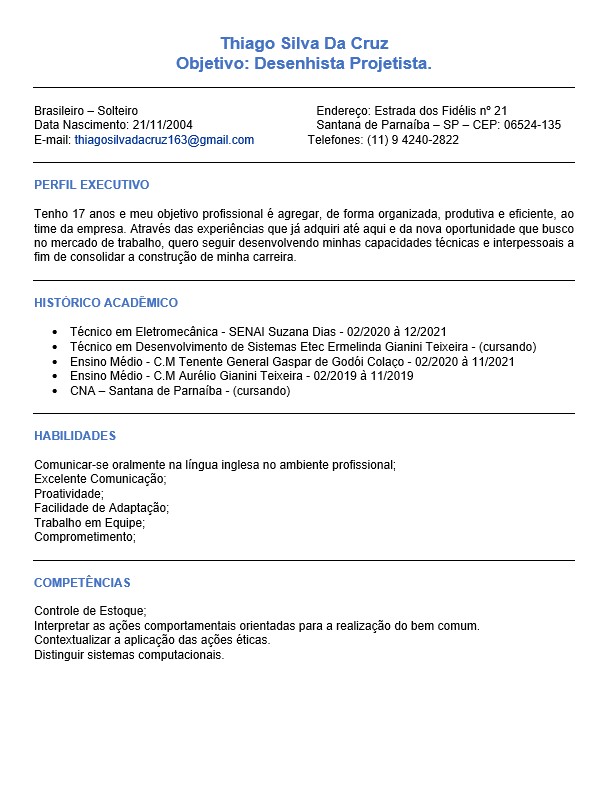 Thiago Silva Da Cruz
Objetivo: Desenhista Projetista.
Brasileiro – Solteiro
Endereço: Estrada dos Fidélis nº 21
Data Nascimento: 21/11/2004
Santana de Parnaíba – SP – CEP: 06524-135
E-mail: thiagosilvadacruz163@gmail.com
Telefones: (11) 9 4240-2822
PERFIL EXECUTIVO
Tenho 17 anos e meu objetivo profissional é agregar, de forma organizada, produtiva e eficiente, ao
time da empresa. Através das experiências que já adquiri até aqui e da nova oportunidade que busco
no mercado de trabalho, quero seguir desenvolvendo minhas capacidades técnicas e interpessoais a
fim de consolidar a construção de minha carreira.
HISTÓRICO ACADÊMICO
• Técnico em Eletromecânica - SENAI Suzana Dias - 02/2020 à 12/2021
• Técnico em Desenvolvimento de Sistemas Etec Ermelinda Gianini Teixeira - (cursando)
• Ensino Médio - C.M Tenente General Gaspar de Godói Colaço - 02/2020 à 11/2021
• Ensino Médio - C.M Aurélio Gianini Teixeira - 02/2019 à 11/2019
• CNA – Santana de Parnaíba - (cursando)
HABILIDADES
Comunicar-se oralmente na língua inglesa no ambiente profissional;
Excelente Comunicação;
Proatividade;
Facilidade de Adaptação;
Trabalho em Equipe;
Comprometimento;
COMPETÊNCIAS
Controle de Estoque;
Interpretar as ações comportamentais orientadas para a realização do bem comum.
Contextualizar a aplicação das ações éticas.
Distinguir sistemas computacionais.